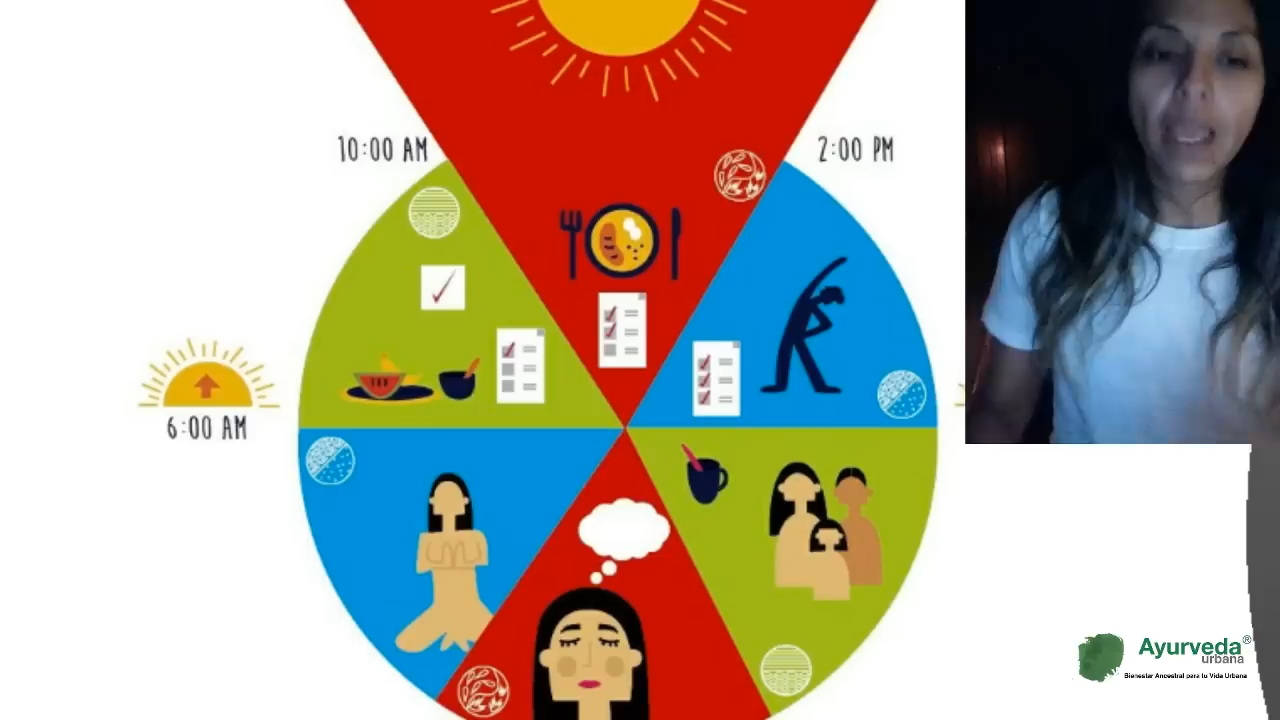 10:00 AM
2:00 PM
6:00 AM
Ayurveda®
urbana
Bienestar Ancestral para tu Vida Urbana